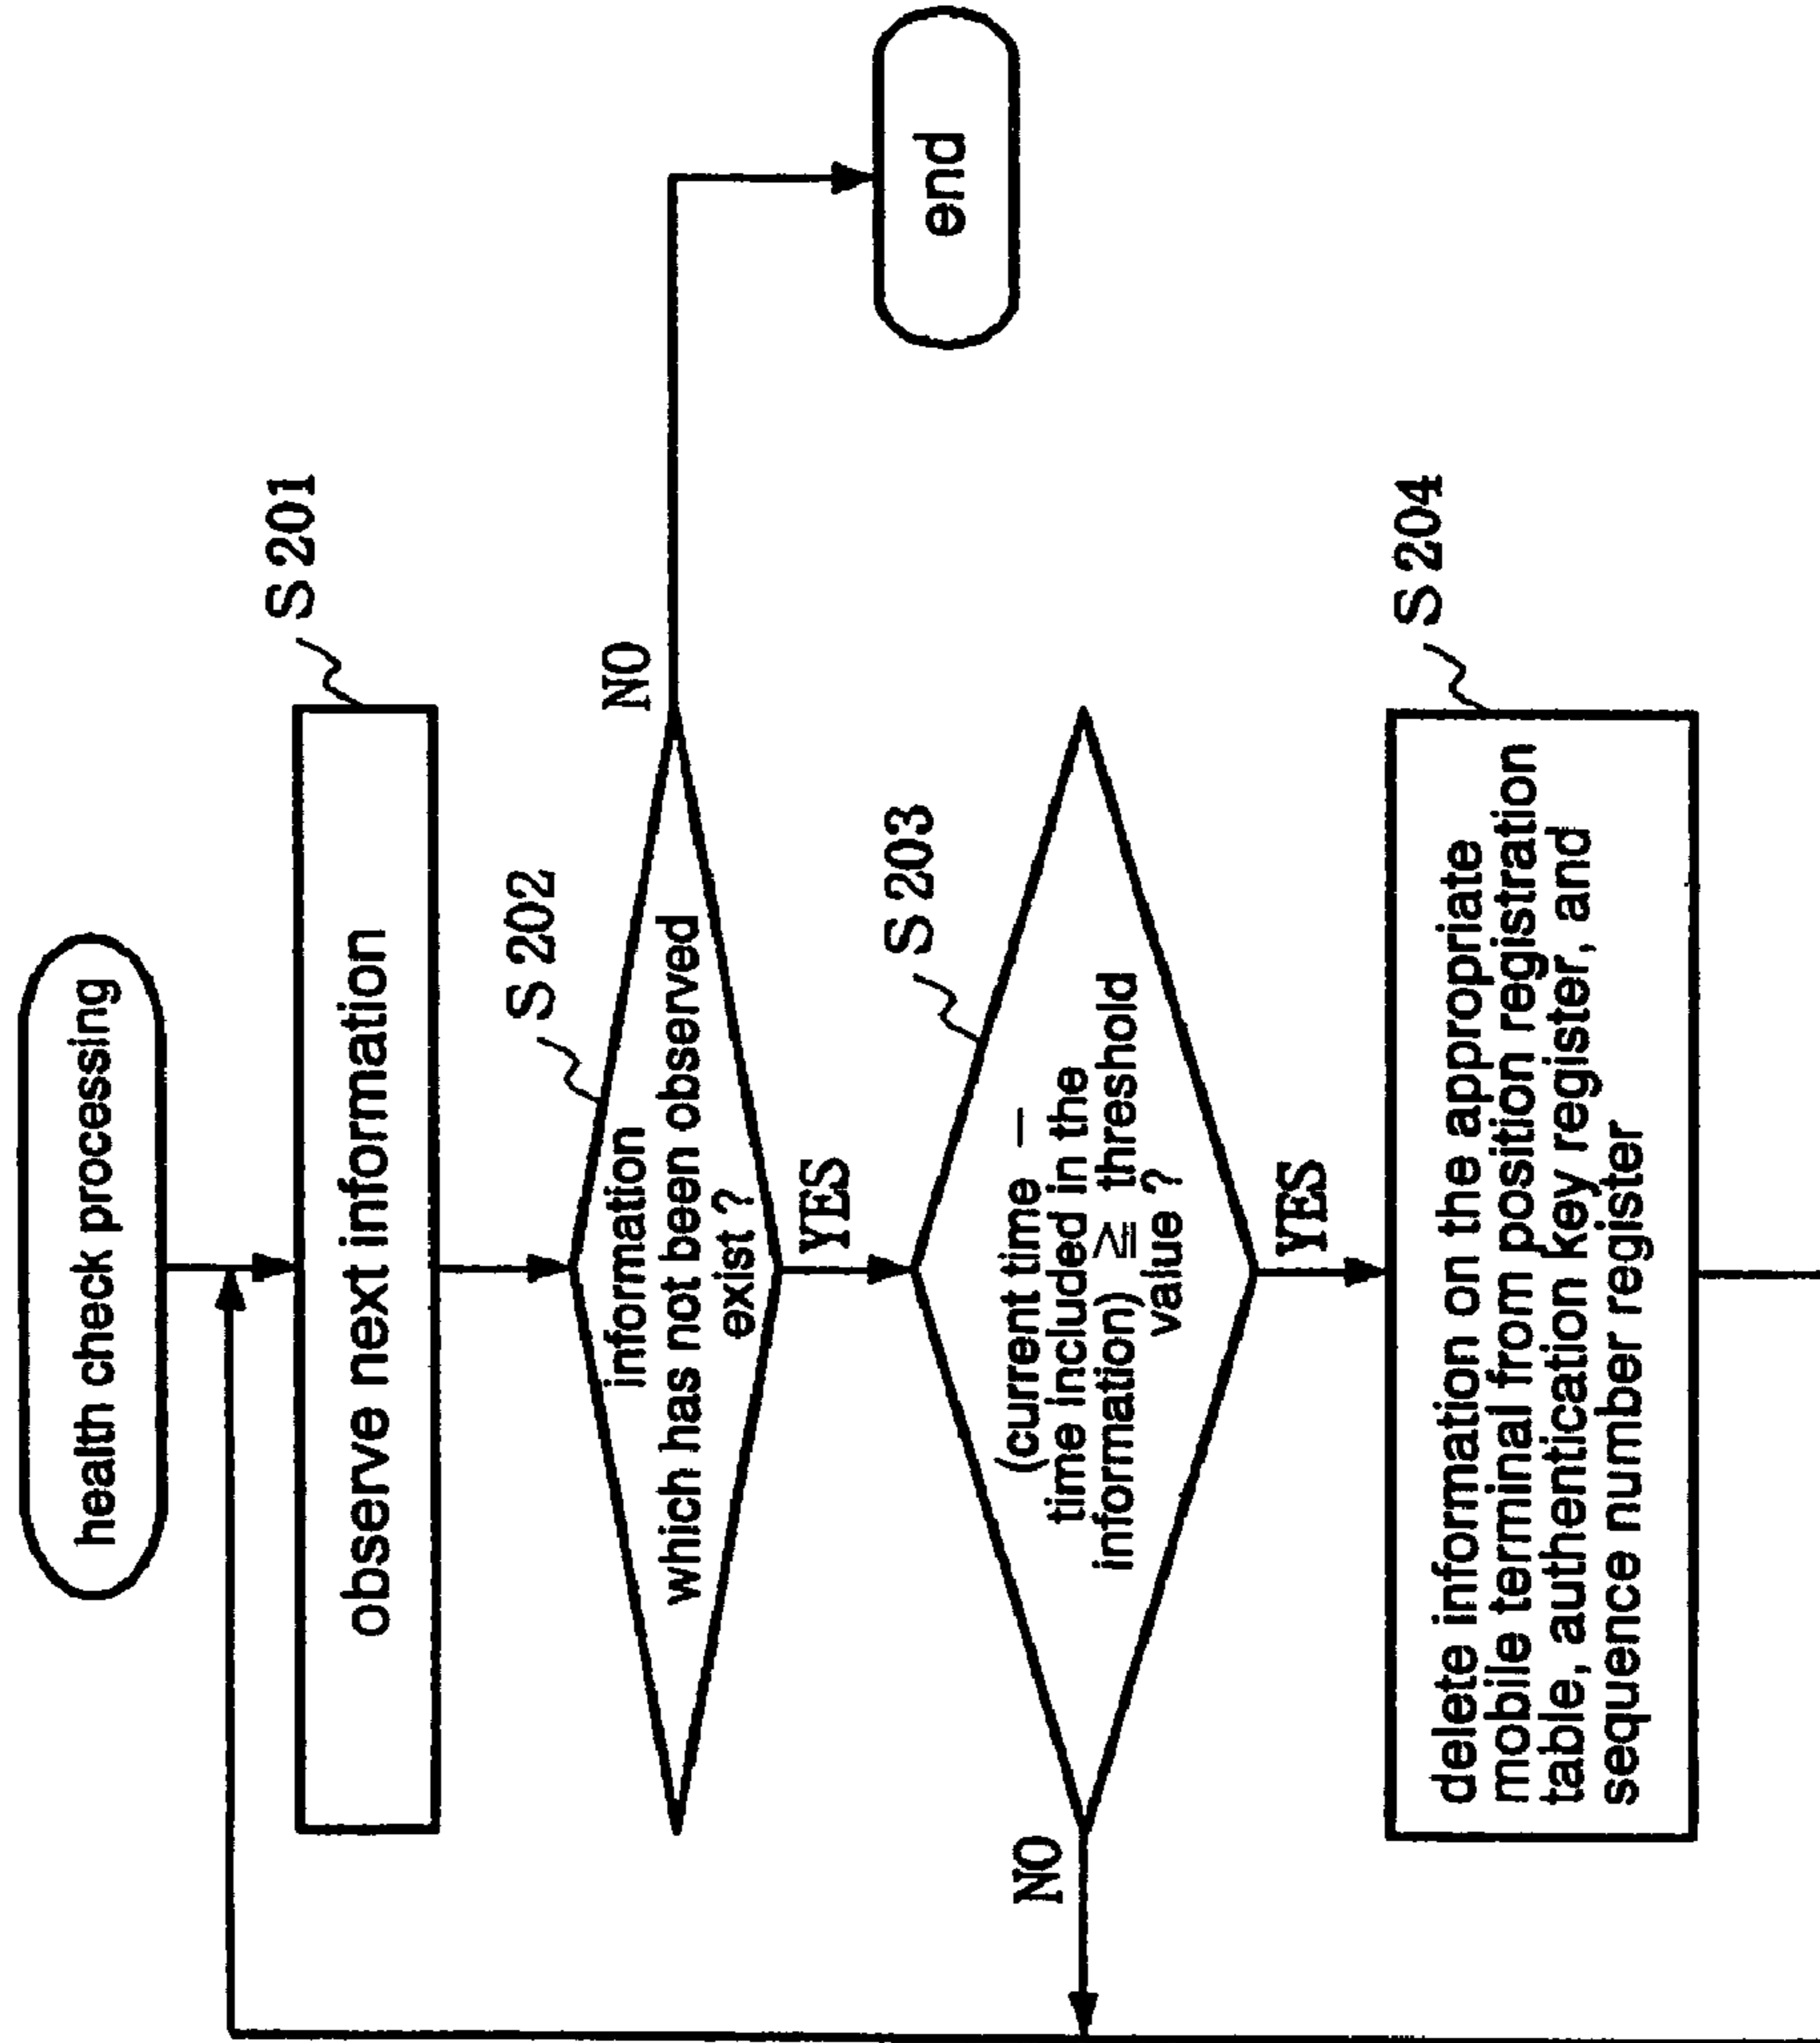 health check processing
S 201
observe next information
S 202
information
which has not been observed
exist ?
NO
end
YES
S 203
(current time —
time included in the
information) ≧ threshold
value ?
NO
YES
S 204
delete information on the appropriate
mobile terminal from position registration
table, authentication key register, and
sequence number register